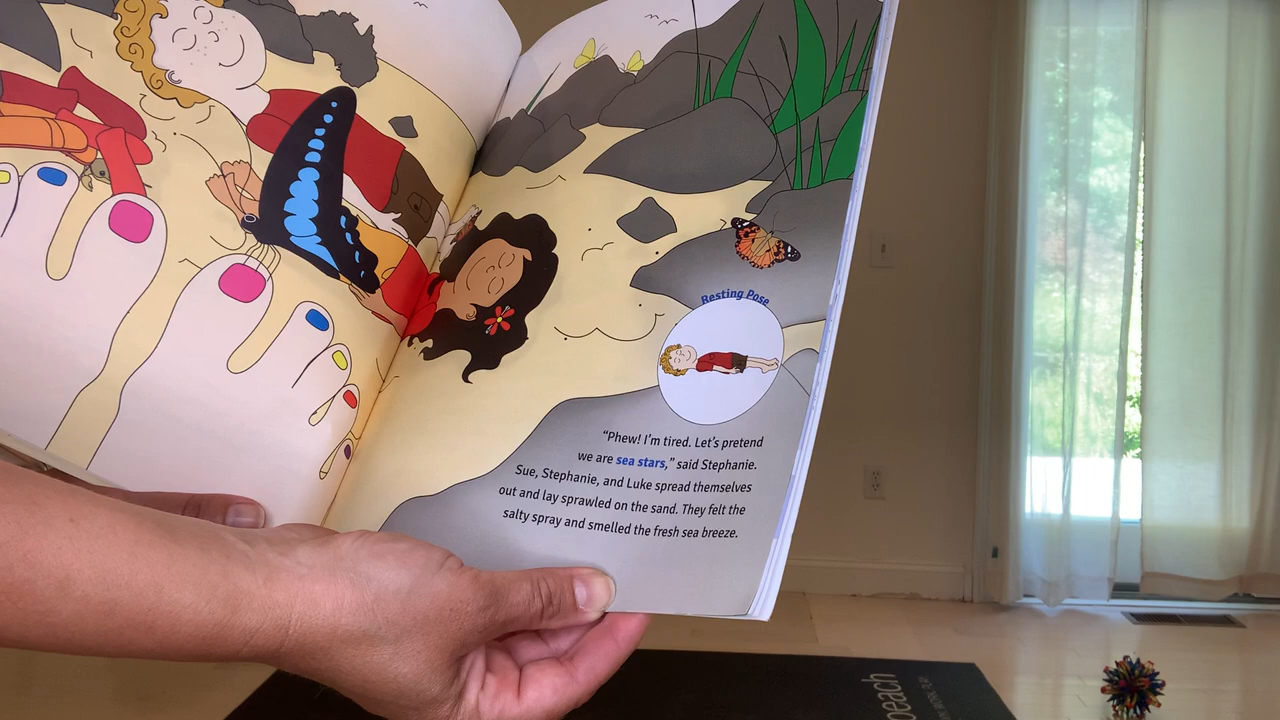 Resting Pose
“Phew! I’m tired. Let’s pretend
we are sea stars,” said Stephanie.
Sue, Stephanie, and Luke spread themselves
out and lay sprawled on the sand. They felt the
salty spray and smelled the fresh sea breeze.
peach